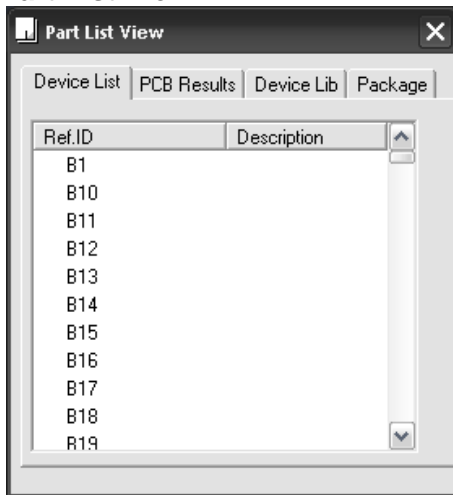 Part List View
Device List PCB Results Device Lib Package
Ref.ID Description
B1
B10
B11
B12
B13
B14
B15
B16
B17
B18
B19